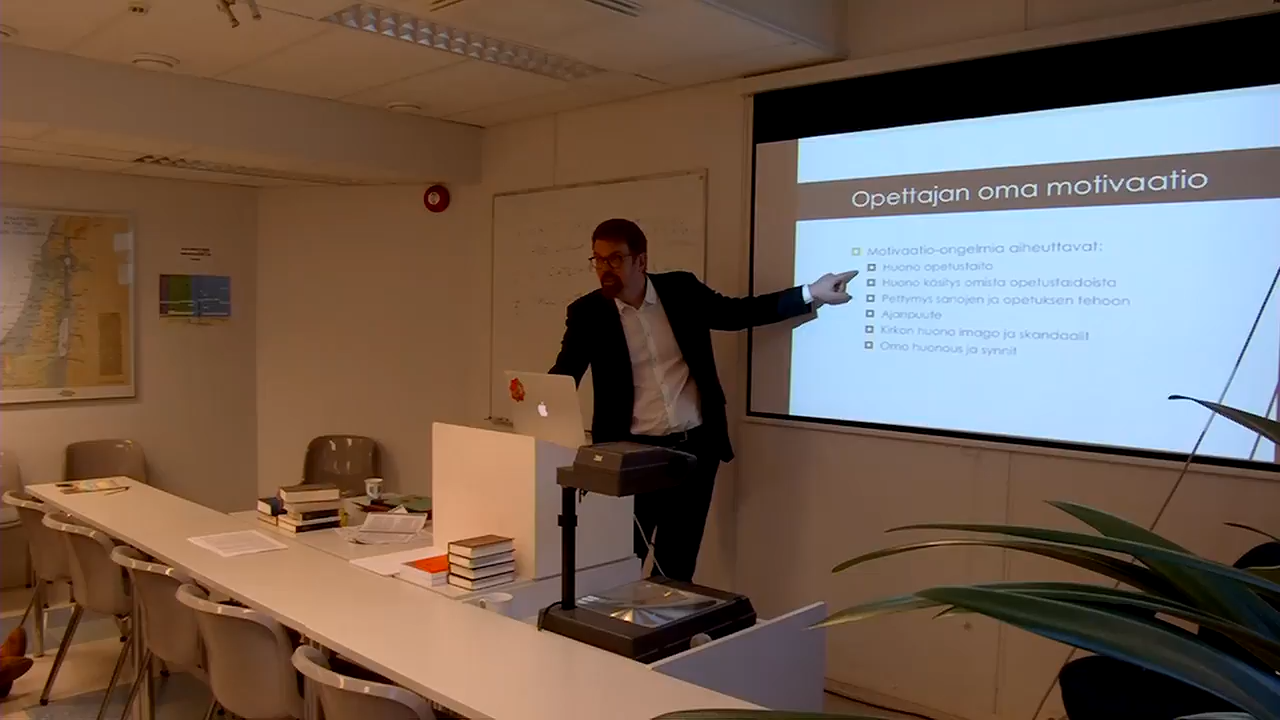 Opettajan oma motivaatio
Motivaatio-ongelmia aiheuttavat:
Huono opetustaito
Huono käsitys omista opetustaidoista
Pettymys sanojen ja opetuksen tehoon
Ajanpuute
Kirkon huono imago ja skandaalit
Oma huonous ja synnit